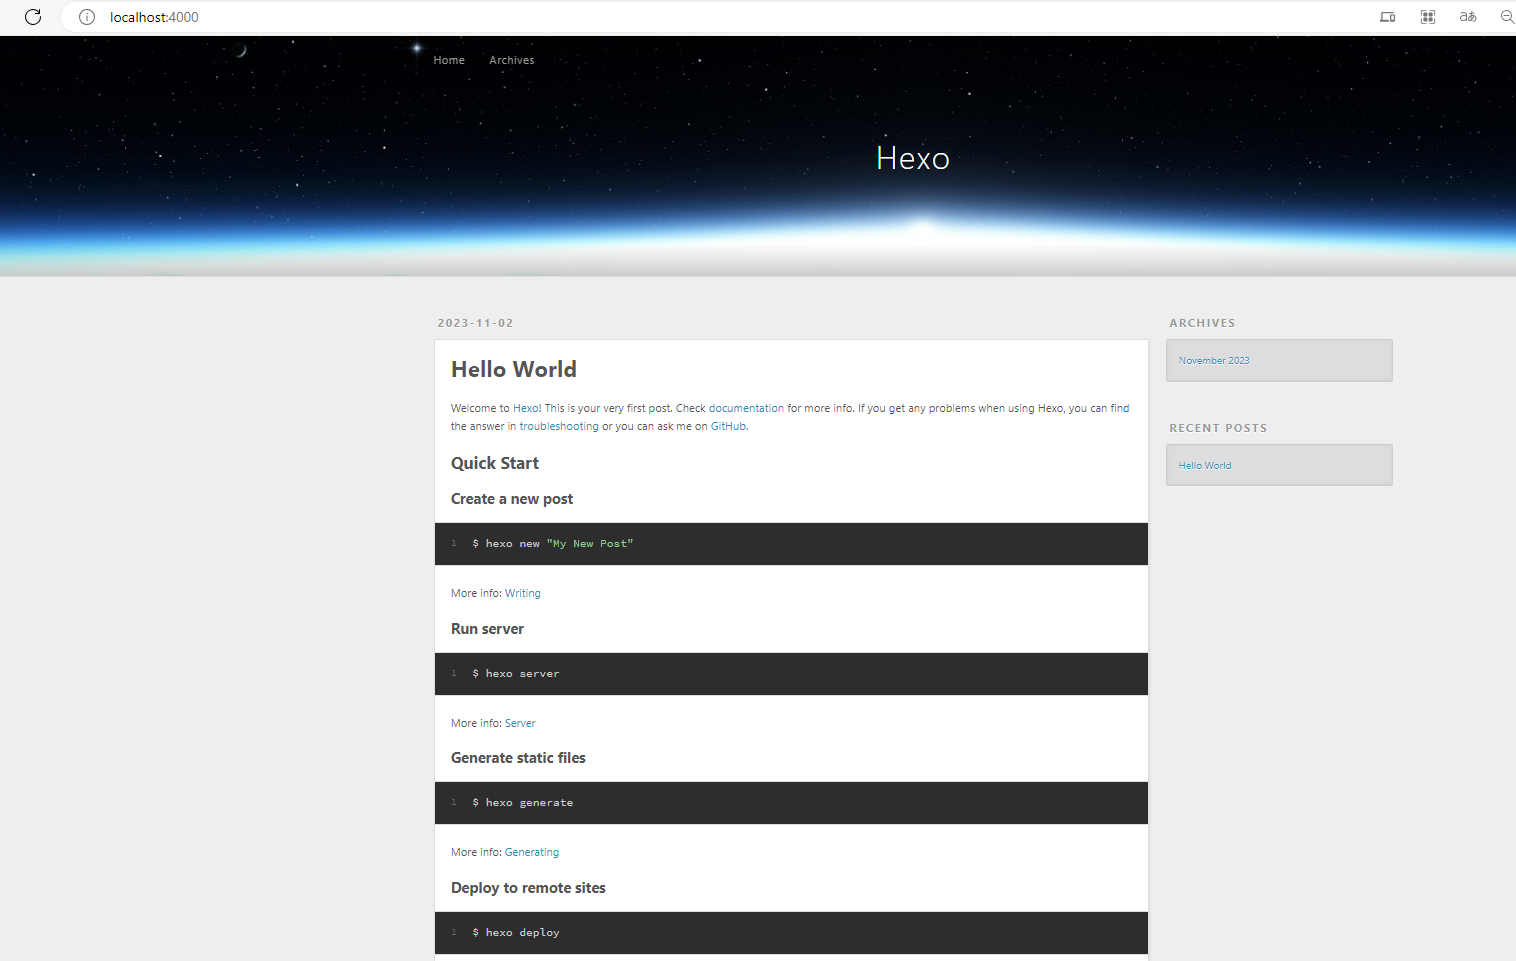 localhost:4000
aあ
Home Archives
Hexo
2023-11-02
Hello World
Welcome to Hexo! This is your very first post. Check documentation for more info. If you get any problems when using Hexo, you can find
the answer in troubleshooting or you can ask me on GitHub.
Quick Start
Create a new post
1 $ hexo new "My New Post"
More info: Writing
Run server
1 $ hexo server
More info: Server
Generate static files
1 $ hexo generate
More info: Generating
Deploy to remote sites
1 $ hexo deploy
ARCHIVES
November 2023
RECENT POSTS
Hello World